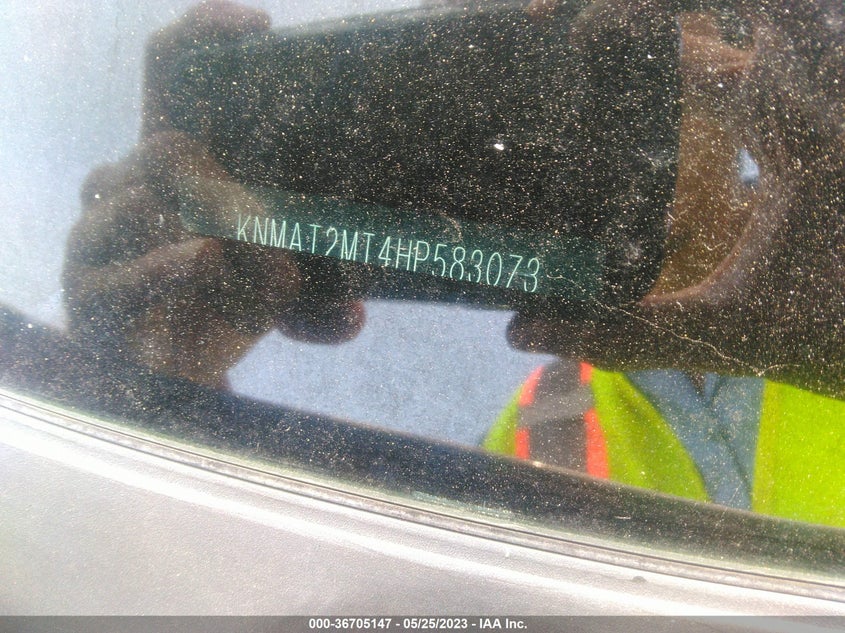 KNMAT2MT4HP583073
000-36705147 - 05/25/2023 - IAA Inc.